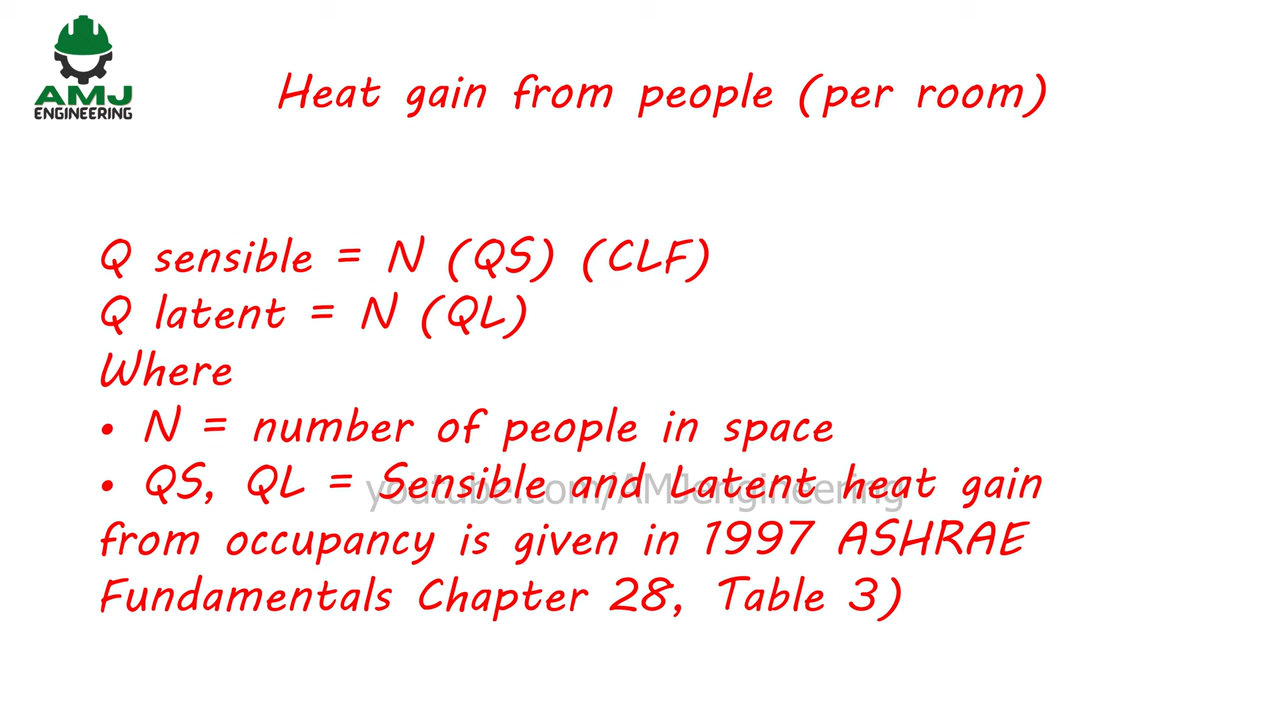 AMJ
ENGINEERING
Heat gain from people (per room)
Q sensible = N (QS) (CLF)
Q latent = N (QL)
Where
• N = number of people in space
• QS, QL = Sensible and Latent heat gain
youtube.com/AMJengineering
from occupancy is given in 1997 ASHRAE
Fundamentals Chapter 28, Table 3)